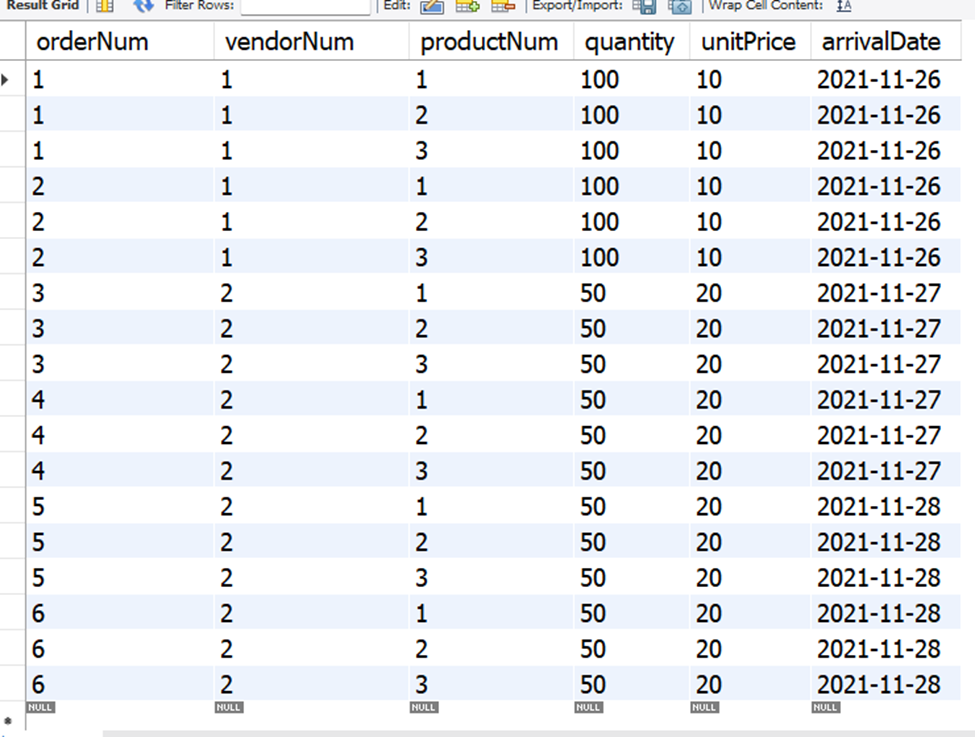 Result Grid | Filter Rows: | Edit: | Export/Import: | Wrap Cell Content: IA
orderNum vendorNum productNum quantity unitPrice arrivalDate
1 1 1 100 10 2021-11-26
1 1 2 100 10 2021-11-26
1 1 3 100 10 2021-11-26
2 1 1 100 10 2021-11-26
2 1 2 100 10 2021-11-26
2 1 3 100 10 2021-11-26
3 2 1 50 20 2021-11-27
3 2 2 50 20 2021-11-27
3 2 3 50 20 2021-11-27
4 2 1 50 20 2021-11-27
4 2 2 50 20 2021-11-27
4 2 3 50 20 2021-11-27
5 2 1 50 20 2021-11-28
5 2 2 50 20 2021-11-28
5 2 3 50 20 2021-11-28
6 2 1 50 20 2021-11-28
6 2 2 50 20 2021-11-28
6 2 3 50 20 2021-11-28
NULL NULL NULL NULL NULL NULL